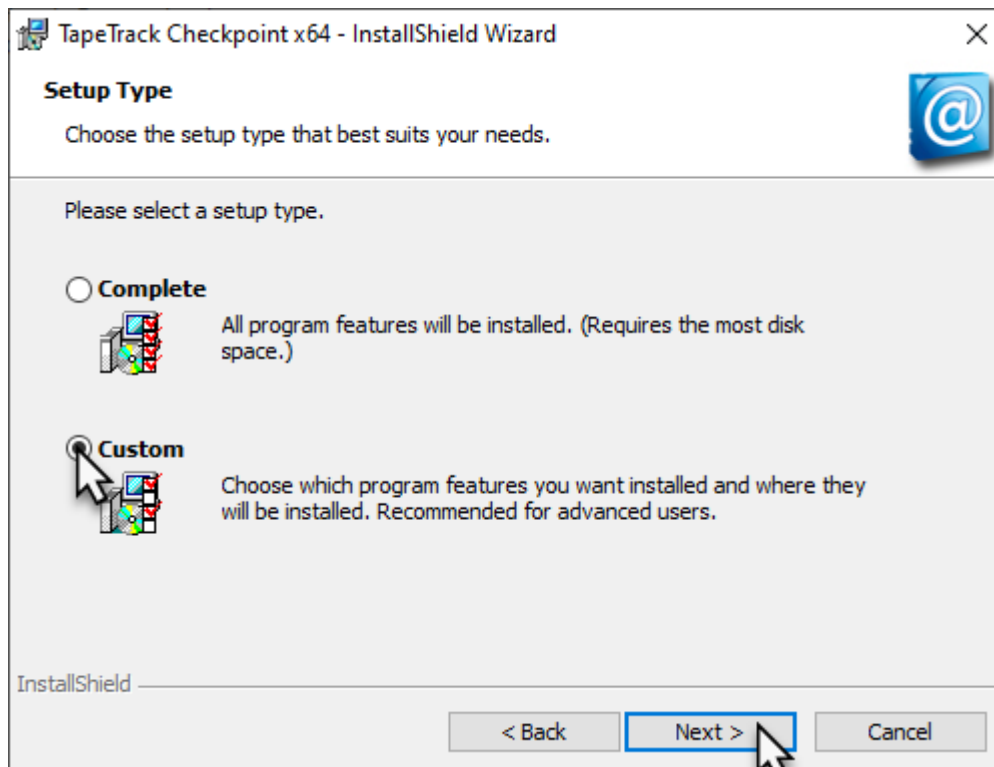 TapeTrack Checkpoint x64 - InstallShield Wizard
Setup Type
Choose the setup type that best suits your needs.
@
Please select a setup type.
Complete
All program features will be installed. (Requires the most disk
space.)
Custom
Choose which program features you want installed and where they
will be installed. Recommended for advanced users.
InstallShield
< Back
Next >
Cancel